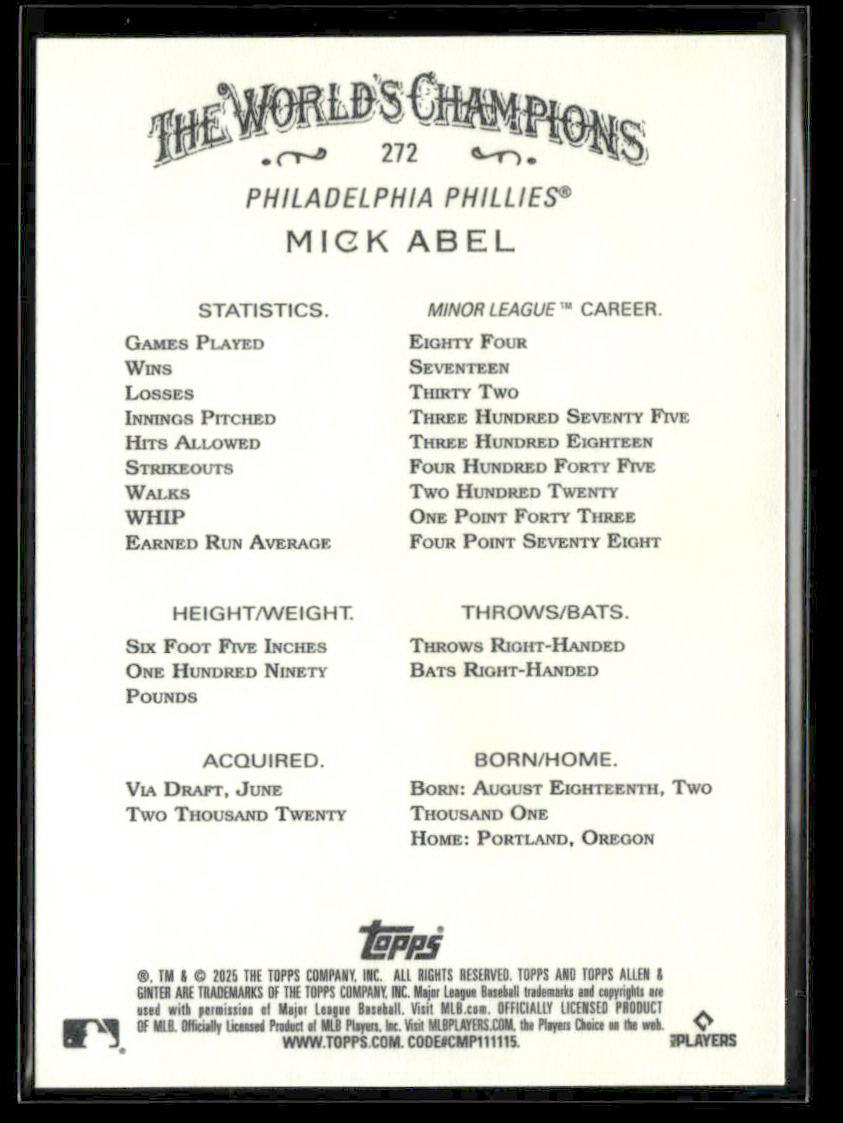 THE WORLD'S CHAMPIONS
272
PHILADELPHIA PHILLIES®
MICK ABEL
STATISTICS. MINOR LEAGUE™ CAREER.
GAMES PLAYED EIGHTY FOUR
WINS SEVENTEEN
LOSSES THIRTY TWO
INNINGS PITCHED THREE HUNDRED SEVENTY FIVE
HITS ALLOWED THREE HUNDRED EIGHTEEN
STRIKEOUTS FOUR HUNDRED FORTY FIVE
WALKS TWO HUNDRED TWENTY
WHIP ONE POINT FORTY THREE
EARNED RUN AVERAGE FOUR POINT SEVENTY EIGHT
HEIGHT/WEIGHT.
SIX FOOT FIVE INCHES
ONE HUNDRED NINETY
POUNDS
THROWS/BATS.
THROWS RIGHT-HANDED
BATS RIGHT-HANDED
ACQUIRED.
VIA DRAFT, JUNE
TWO THOUSAND TWENTY
BORN/HOME.
BORN: AUGUST EIGHTEENTH, TWO
THOUSAND ONE
HOME: PORTLAND, OREGON
topps®
®, TM & © 2025 THE TOPPS COMPANY, INC. ALL RIGHTS RESERVED. TOPPS AND TOPPS ALLEN &
GINTER ARE TRADEMARKS OF THE TOPPS COMPANY, INC. Major League Baseball trademarks and copyrights are
used with permission of Major League Baseball. Visit MLB.com. OFFICIALLY LICENSED PRODUCT
OF MLB. Officially Licensed Product of MLB Players, Inc. Visit MLBPLAYERS.COM, the Players Choice on the web.
WWW.TOPPS.COM. CODE#CMP111115.
MLBPLAYERS